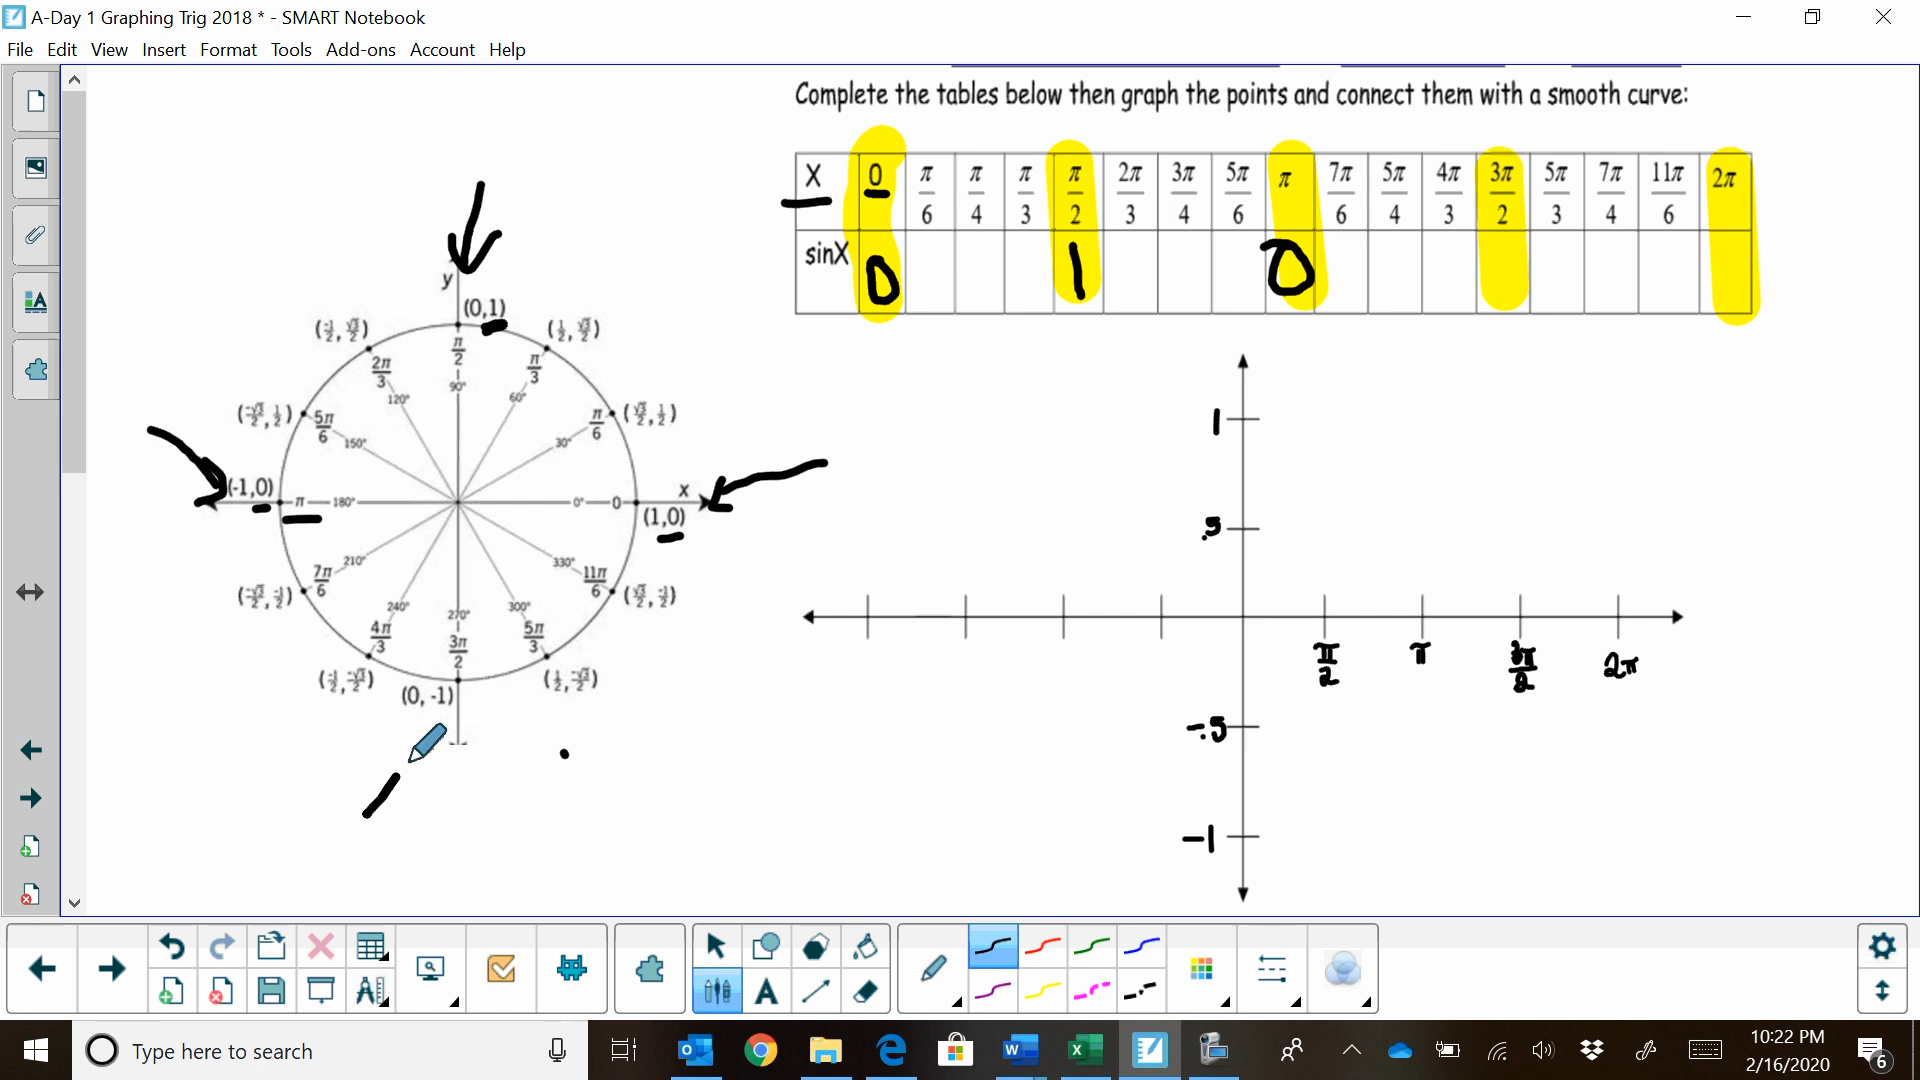 A-Day 1 Graphing Trig 2018 * - SMART Notebook
File Edit View Insert Format Tools Add-ons Account Help
Complete the tables below then graph the points and connect them with a smooth curve:
X 0 π/6 π/4 π/3 π/2 2π/3 3π/4 5π/6 π 7π/6 5π/4 4π/3 3π/2 5π/3 7π/4 11π/6 2π
sinX 0 1 0
y
(0,1)
(-1/2, √3/2) (1/2, √3/2)
2π/3 π/2 π/3
120° 90° 60°
(-√3/2, 1/2) 5π/6 π/6 (√3/2, 1/2)
150° 30°
(-1,0) π 180° 0° 0 x
(1,0)
210° 330°
(-√3/2, -1/2) 7π/6 11π/6 (√3/2, -1/2)
240° 270° 300°
4π/3 3π/2 5π/3
(-1/2, -√3/2) (0, -1) (1/2, -√3/2)
1
.5
π/2 π 3π/2 2π
-.5
-1
A
Type here to search
10:22 PM
2/16/2020
6